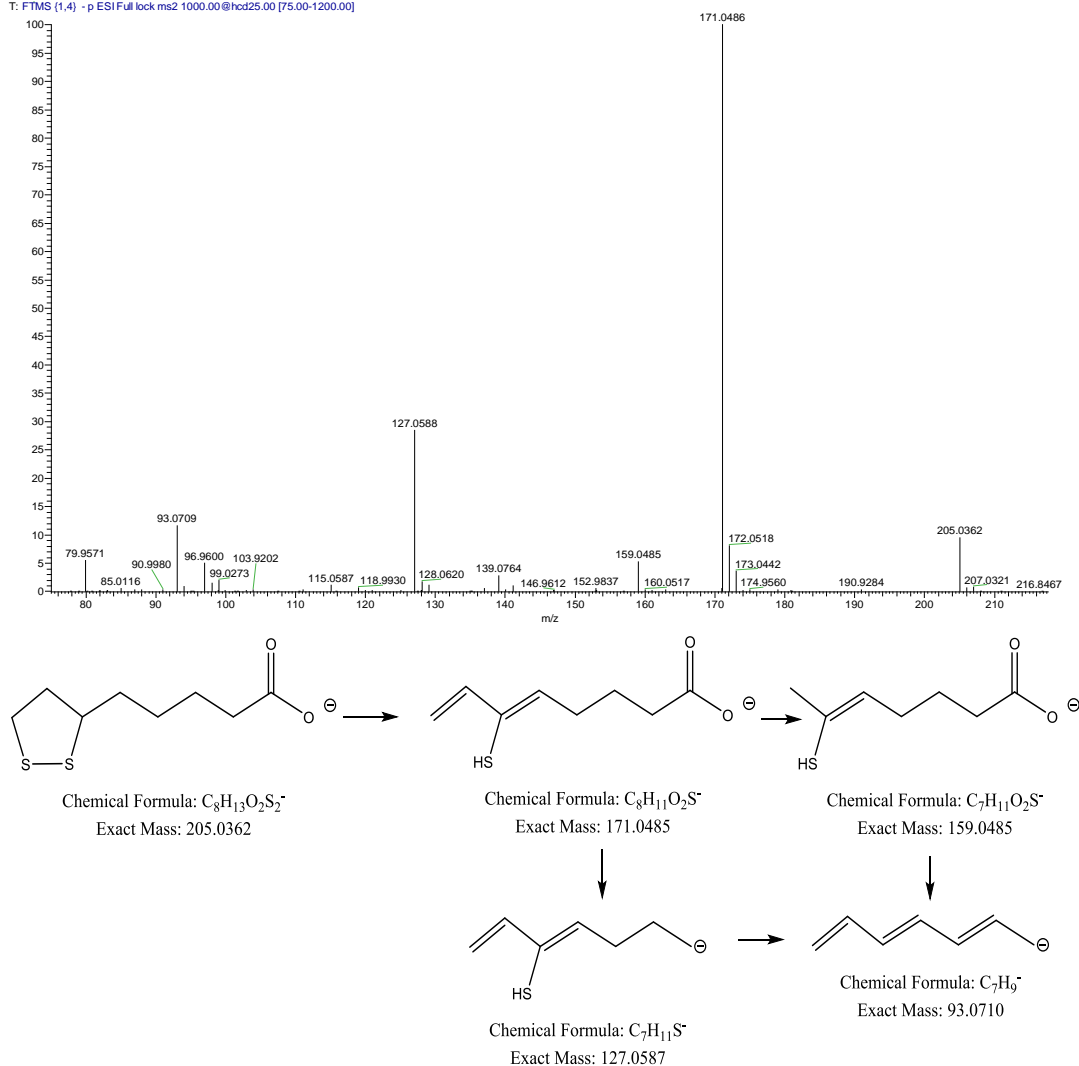 T: FTMS {1,4} - p ESI Full lock ms2 1000.00@hcd25.00 [75.00-1200.00]
100
95
90
85
80
75
70
65
60
55
50
45
40
35
30
25
20
15
10
5
0
171.0486
127.0588
93.0709
205.0362
172.0518
79.9571
96.9600
103.9202
90.9980
159.0485
173.0442
99.0273
128.0620
139.0764
85.0116
115.0587
118.9930
146.9612
152.9837
160.0517
174.9560
190.9284
207.0321
216.8467
80 90 100 110 120 130 140 150 160 170 180 190 200 210
m/z
O O O
O ⊖ O ⊖ O ⊖
S S HS HS
Chemical Formula: C₈H₁₃O₂S₂⁻
Exact Mass: 205.0362
Chemical Formula: C₈H₁₁O₂S⁻
Exact Mass: 171.0485
Chemical Formula: C₇H₁₁O₂S⁻
Exact Mass: 159.0485
⊖ ⊖
HS
Chemical Formula: C₇H₁₁S⁻
Exact Mass: 127.0587
Chemical Formula: C₇H₉⁻
Exact Mass: 93.0710